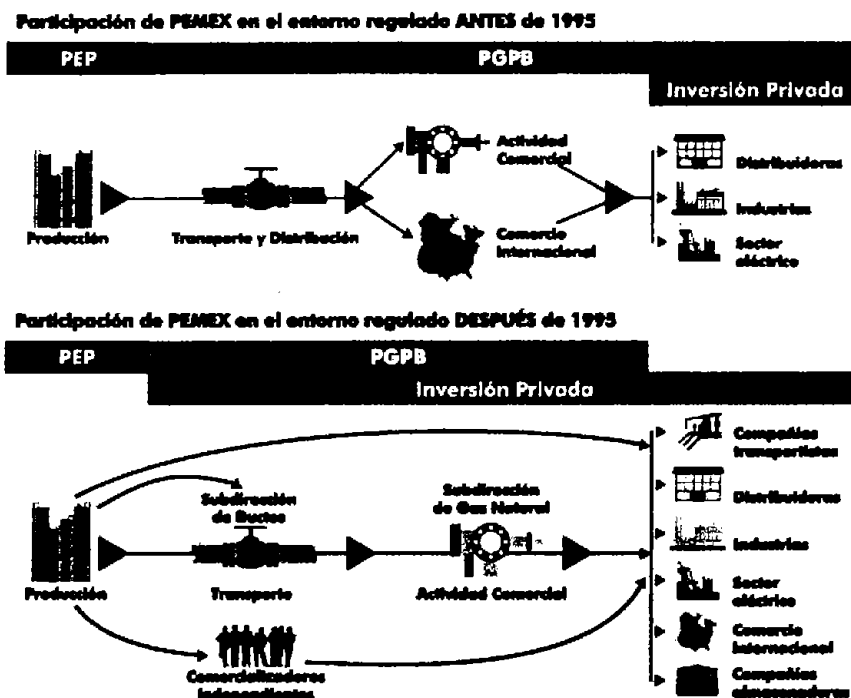 Participación de PEMEX en el entorno regulado ANTES de 1995
PEP
PGPB
Inversión Privada
Actividad
Comercial
Distribuidoras
Industrias
Producción
Transporte y Distribución
Comercio
Internacional
Sector
eléctrico
Participación de PEMEX en el entorno regulado DESPUÉS de 1995
PEP
PGPB
Inversión Privada
Compañías
transportistas
Subdirección
de Ductos
Subdirección
de Gas Natural
Distribuidoras
Industrias
Producción
Transporte
Actividad Comercial
Sector
eléctrico
Comercio
Internacional
Comercializadores
Independientes
Compañías
almacenadoras